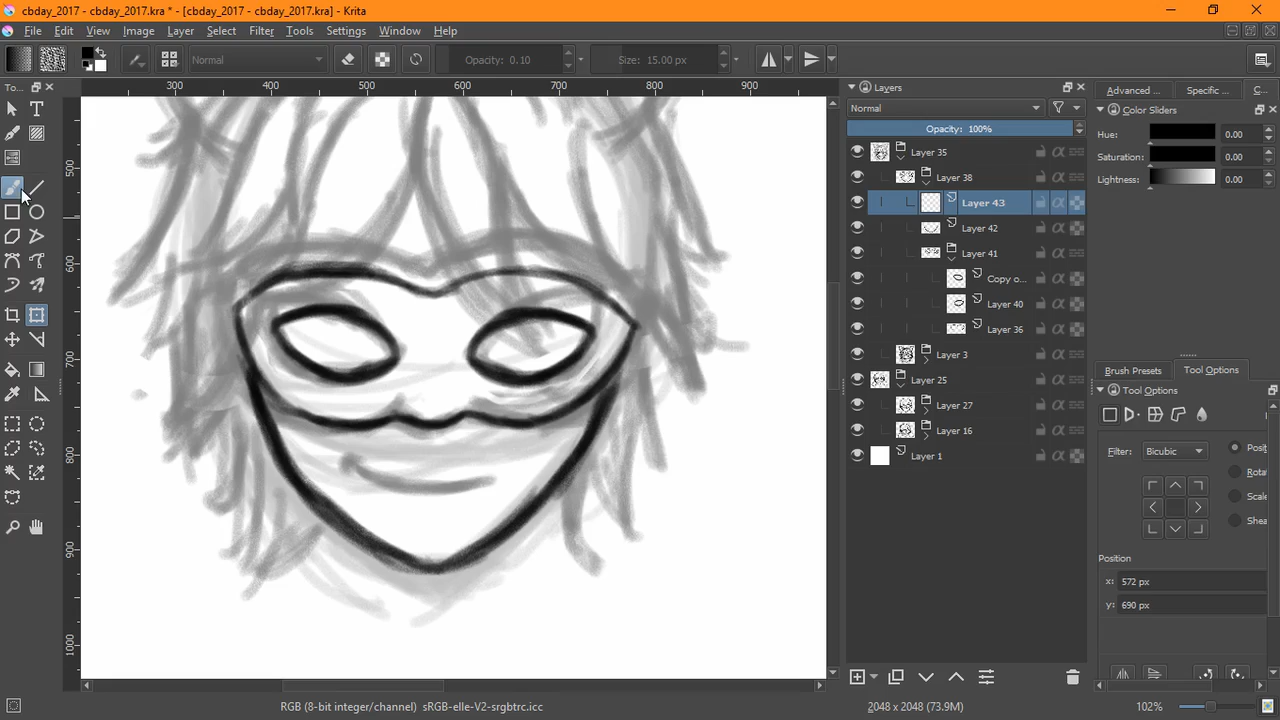 cbday_2017 - cbday_2017.kra * - [cbday_2017 - cbday_2017.kra] - Krita
File Edit View Image Layer Select Filter Tools Settings Window Help
Normal Opacity: 0.10 Size: 15.00 px
To...
300 400 500 600 700 800 900
500
600
700
800
900
1000
Layers
Normal
Opacity: 100%
Layer 35
Layer 38
Layer 43
Layer 42
Layer 41
Copy o...
Layer 40
Layer 36
Layer 3
Layer 25
Layer 27
Layer 16
Layer 1
Advanced ... Specific ... C...
Color Sliders
Hue: 0.00
Saturation: 0.00
Lightness: 0.00
Brush Presets Tool Options
Tool Options
Filter: Bicubic
Posit
Rotat
Scale
Shea
Position
x: 572 px
y: 690 px
RGB (8-bit integer/channel) sRGB-elle-V2-srgbtrc.icc 2048 x 2048 (73.9M) 102%